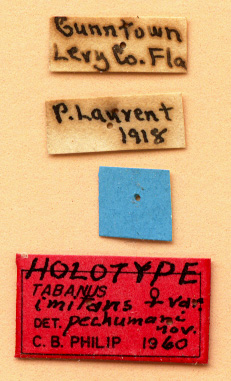 Gunntown
Levy Co. Fla
P. Laurent
1918
HOLOTYPE
TABANUS ♀
imitans ♀ var.
DET. pechumani nov.
C. B. PHILIP 1960